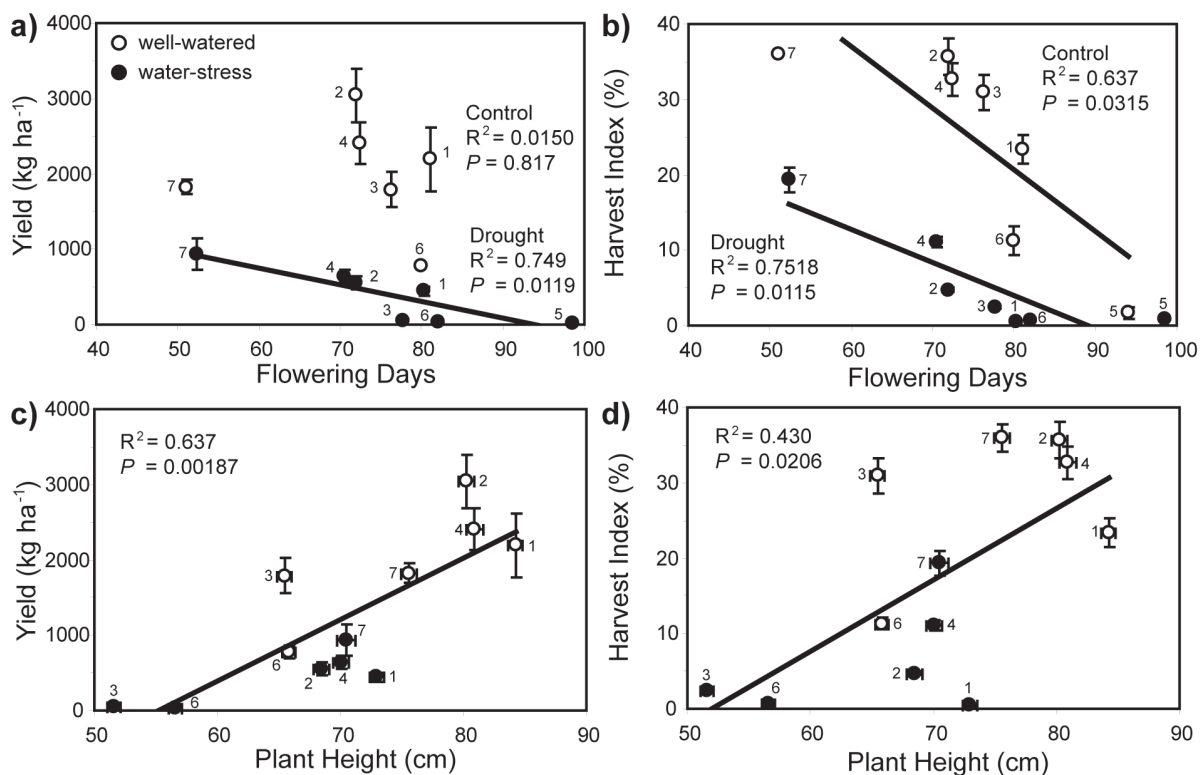 a)
4000
3000
2000
1000
0
Yield (kg ha⁻¹)
well-watered
water-stress
2
4
3
1
7
6
Control
R² = 0.0150
P = 0.817
Drought
R² = 0.749
P = 0.0119
7
4
2
1
3
6
5
40 50 60 70 80 90 100
Flowering Days
b)
40
30
20
10
0
Harvest Index (%)
7
2
4
3
1
6
5
Control
R² = 0.637
P = 0.0315
Drought
R² = 0.7518
P = 0.0115
7
4
2
3
1
6
5
40 50 60 70 80 90 100
Flowering Days
c)
4000
3000
2000
1000
0
Yield (kg ha⁻¹)
R² = 0.637
P = 0.00187
2
4
1
3
7
6
7
2
4
1
3
6
50 60 70 80 90
Plant Height (cm)
d)
40
30
20
10
0
Harvest Index (%)
R² = 0.430
P = 0.0206
7
2
4
3
1
6
7
4
2
3
6
1
50 60 70 80 90
Plant Height (cm)